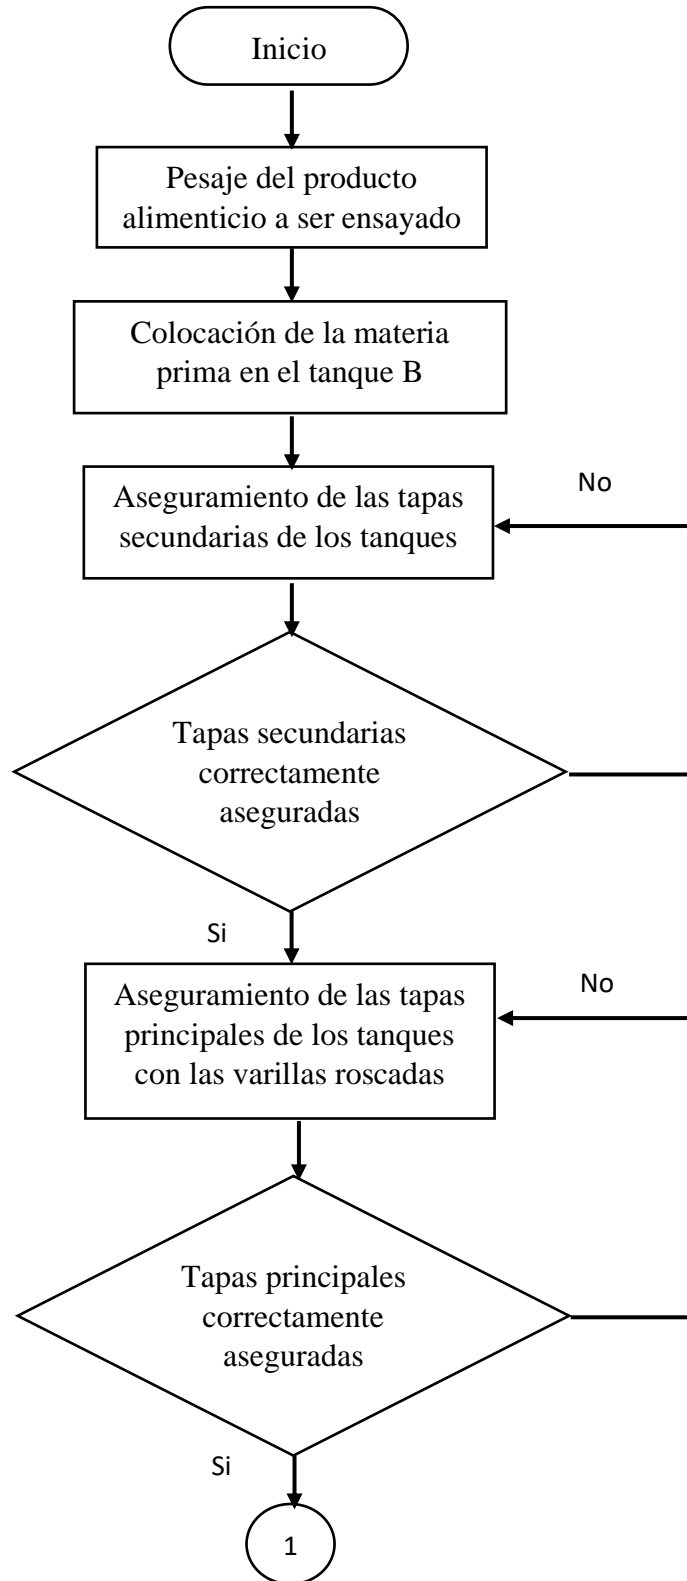 Inicio
Pesaje del producto
alimenticio a ser ensayado
Colocación de la materia
prima en el tanque B
Aseguramiento de las tapas
secundarias de los tanques
No
Tapas secundarias
correctamente
aseguradas
Si
Aseguramiento de las tapas
principales de los tanques
con las varillas roscadas
No
Tapas principales
correctamente
aseguradas
Si
1